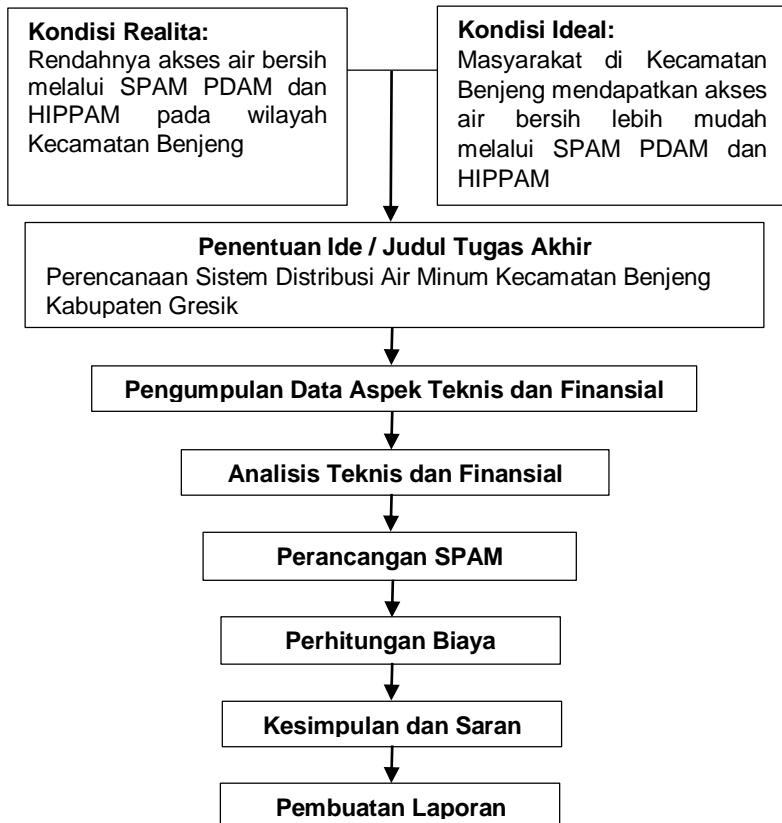 Kondisi Realita:
Rendahnya akses air bersih
melalui SPAM PDAM dan
HIPPAM pada wilayah
Kecamatan Benjeng
Kondisi Ideal:
Masyarakat di Kecamatan
Benjeng mendapatkan akses
air bersih lebih mudah
melalui SPAM PDAM dan
HIPPAM
Penentuan Ide / Judul Tugas Akhir
Perencanaan Sistem Distribusi Air Minum Kecamatan Benjeng
Kabupaten Gresik
Pengumpulan Data Aspek Teknis dan Finansial
Analisis Teknis dan Finansial
Perancangan SPAM
Perhitungan Biaya
Kesimpulan dan Saran
Pembuatan Laporan